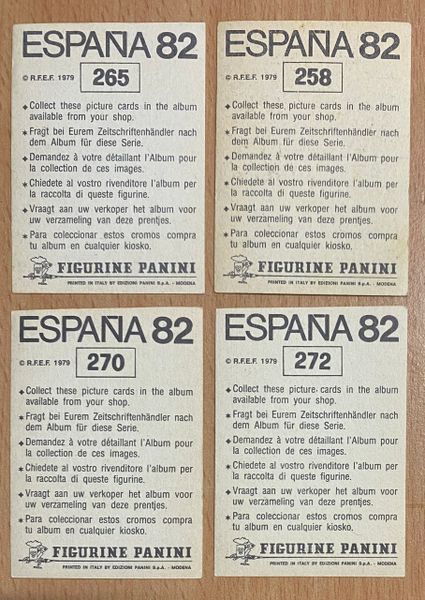 ESPAÑA 82
© R.F.E.F. 1979 265
✦ Collect these picture cards in the album
available from your shop.
✶ Fragt bei Eurem Zeitschriftenhändler nach
dem Album für diese Serie.
✦ Demandez à votre détaillant l'Album pour
la collection de ces images.
✶ Chiedete al vostro rivenditore l'album per
la raccolta di queste figurine.
✦ Vraagt aan uw verkoper het album voor
uw verzameling van deze prentjes.
✶ Para coleccionar estos cromos compra
tu album en cualquier kiosko.
FIGURINE PANINI
PRINTED IN ITALY BY EDIZIONI PANINI S.p.A. - MODENA
ESPAÑA 82
© R.F.E.F. 1979 258
✦ Collect these picture cards in the album
available from your shop.
✶ Fragt bei Eurem Zeitschriftenhändler nach
dem Album für diese Serie.
✦ Demandez à votre détaillant l'Album pour
la collection de ces images.
✶ Chiedete al vostro rivenditore l'album per
la raccolta di queste figurine.
✦ Vraagt aan uw verkoper het album voor
uw verzameling van deze prentjes.
✶ Para coleccionar estos cromos compra
tu album en cualquier kiosko.
FIGURINE PANINI
PRINTED IN ITALY BY EDIZIONI PANINI S.p.A. - MODENA
ESPAÑA 82
© R.F.E.F. 1979 270
✦ Collect these picture cards in the album
available from your shop.
✶ Fragt bei Eurem Zeitschriftenhändler nach
dem Album für diese Serie.
✦ Demandez à votre détaillant l'Album pour
la collection de ces images.
✶ Chiedete al vostro rivenditore l'album per
la raccolta di queste figurine.
✦ Vraagt aan uw verkoper het album voor
uw verzameling van deze prentjes.
✶ Para coleccionar estos cromos compra
tu album en cualquier kiosko.
FIGURINE PANINI
PRINTED IN ITALY BY EDIZIONI PANINI S.p.A. - MODENA
ESPAÑA 82
© R.F.E.F. 1979 272
✦ Collect these picture cards in the album
available from your shop.
✶ Fragt bei Eurem Zeitschriftenhändler nach
dem Album für diese Serie.
✦ Demandez à votre détaillant l'Album pour
la collection de ces images.
✶ Chiedete al vostro rivenditore l'album per
la raccolta di queste figurine.
✦ Vraagt aan uw verkoper het album voor
uw verzameling van deze prentjes.
✶ Para coleccionar estos cromos compra
tu album en cualquier kiosko.
FIGURINE PANINI
PRINTED IN ITALY BY EDIZIONI PANINI S.p.A. - MODENA